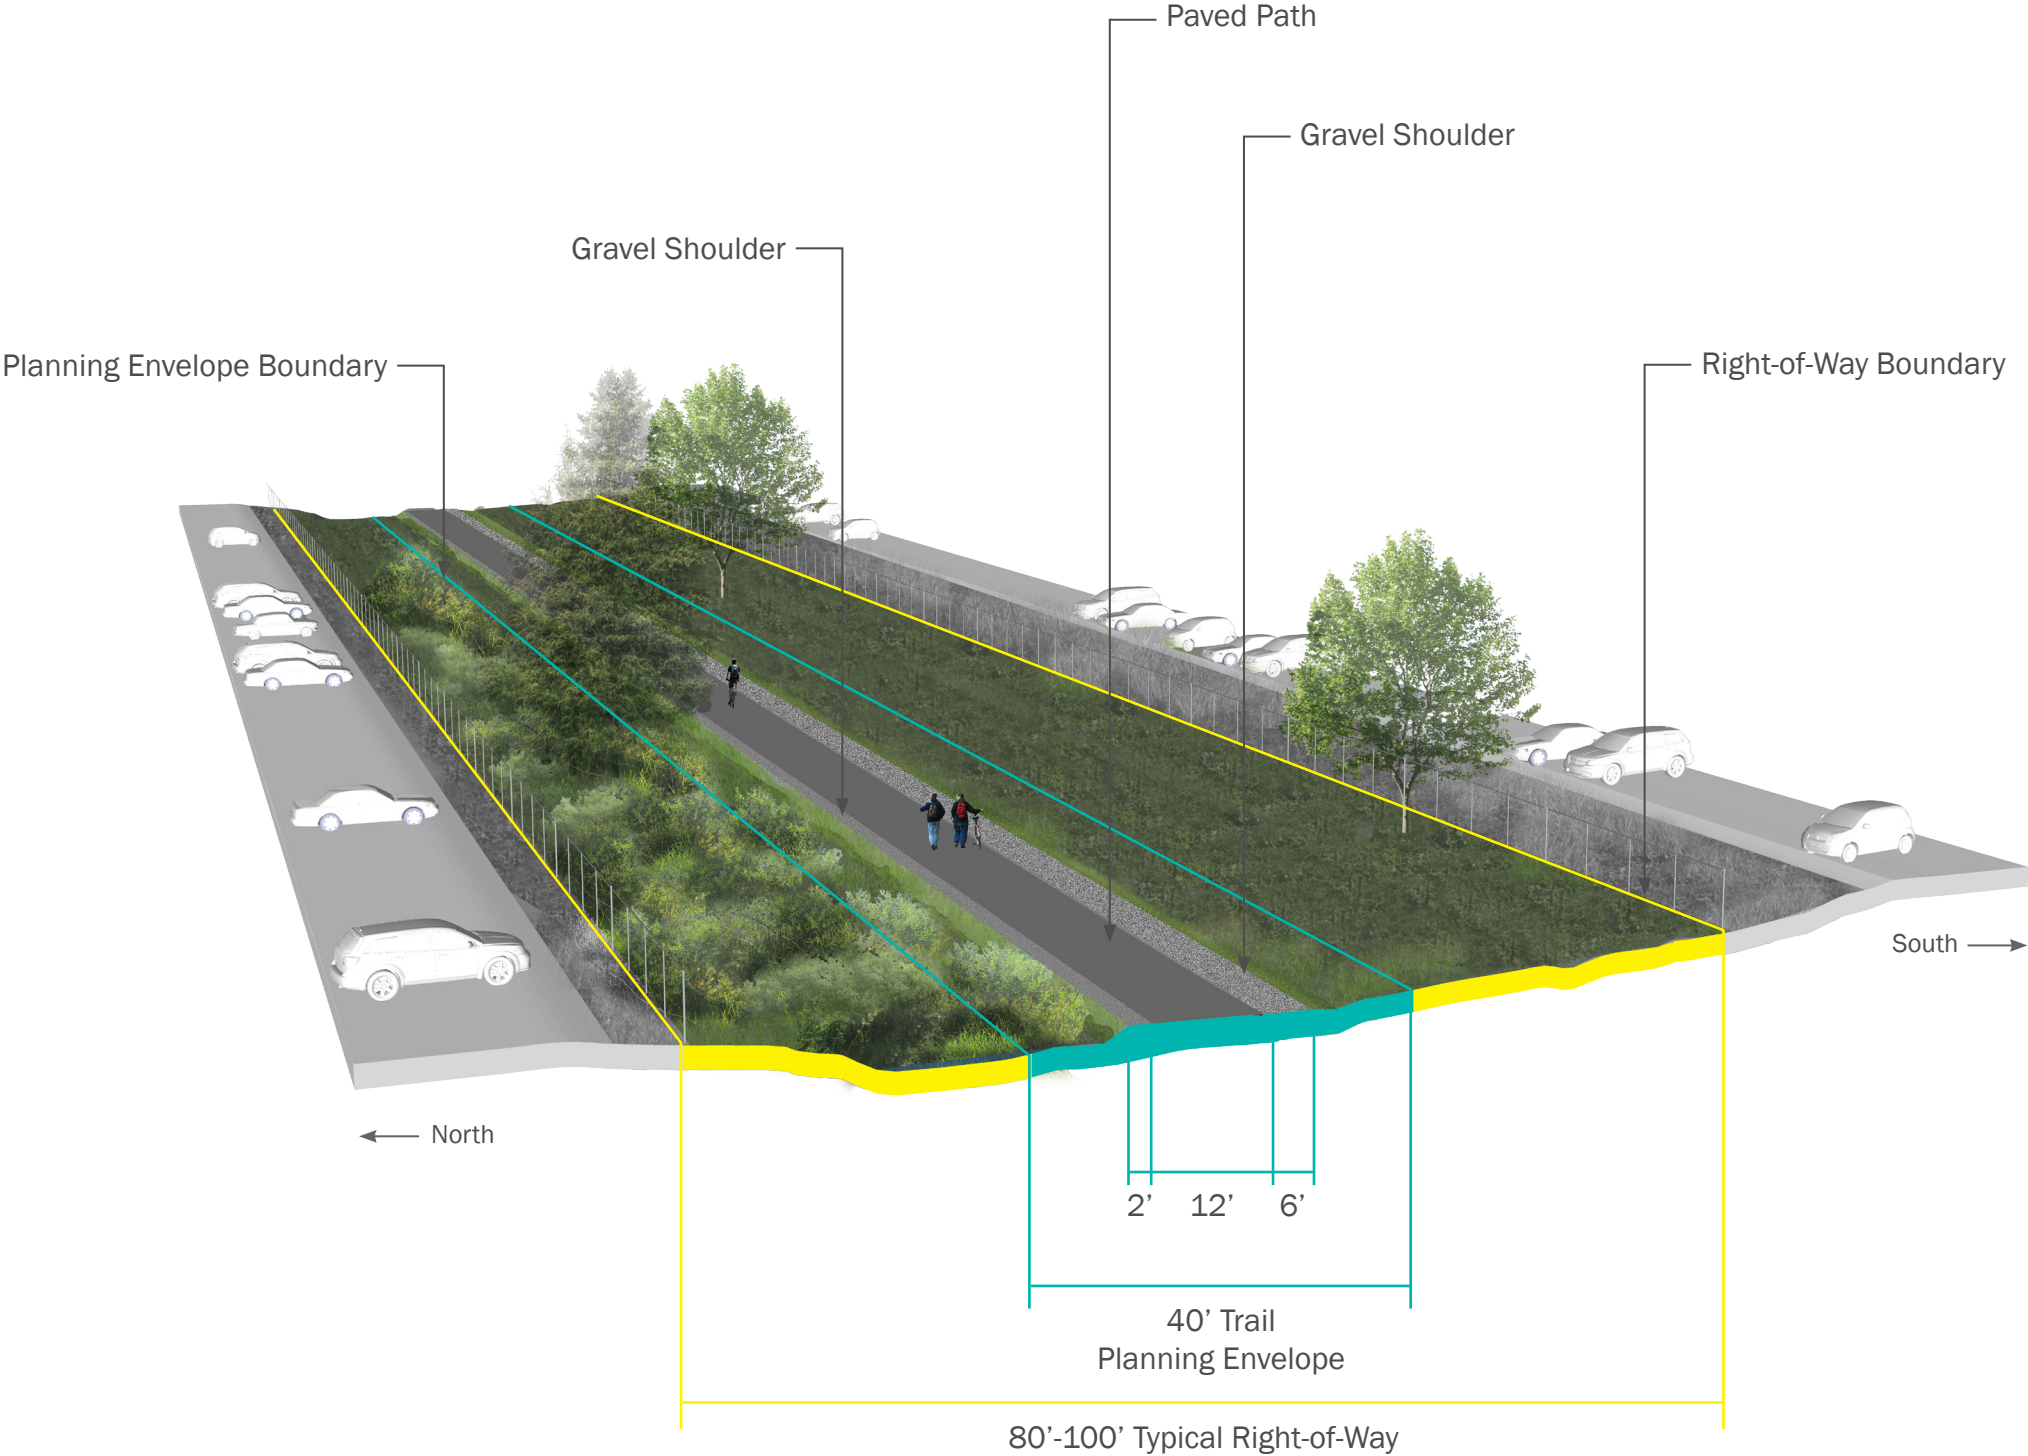 Paved Path
Gravel Shoulder
Gravel Shoulder
Planning Envelope Boundary
Right-of-Way Boundary
South
North
2’
12’
6’
40’ Trail
Planning Envelope
80’-100’ Typical Right-of-Way